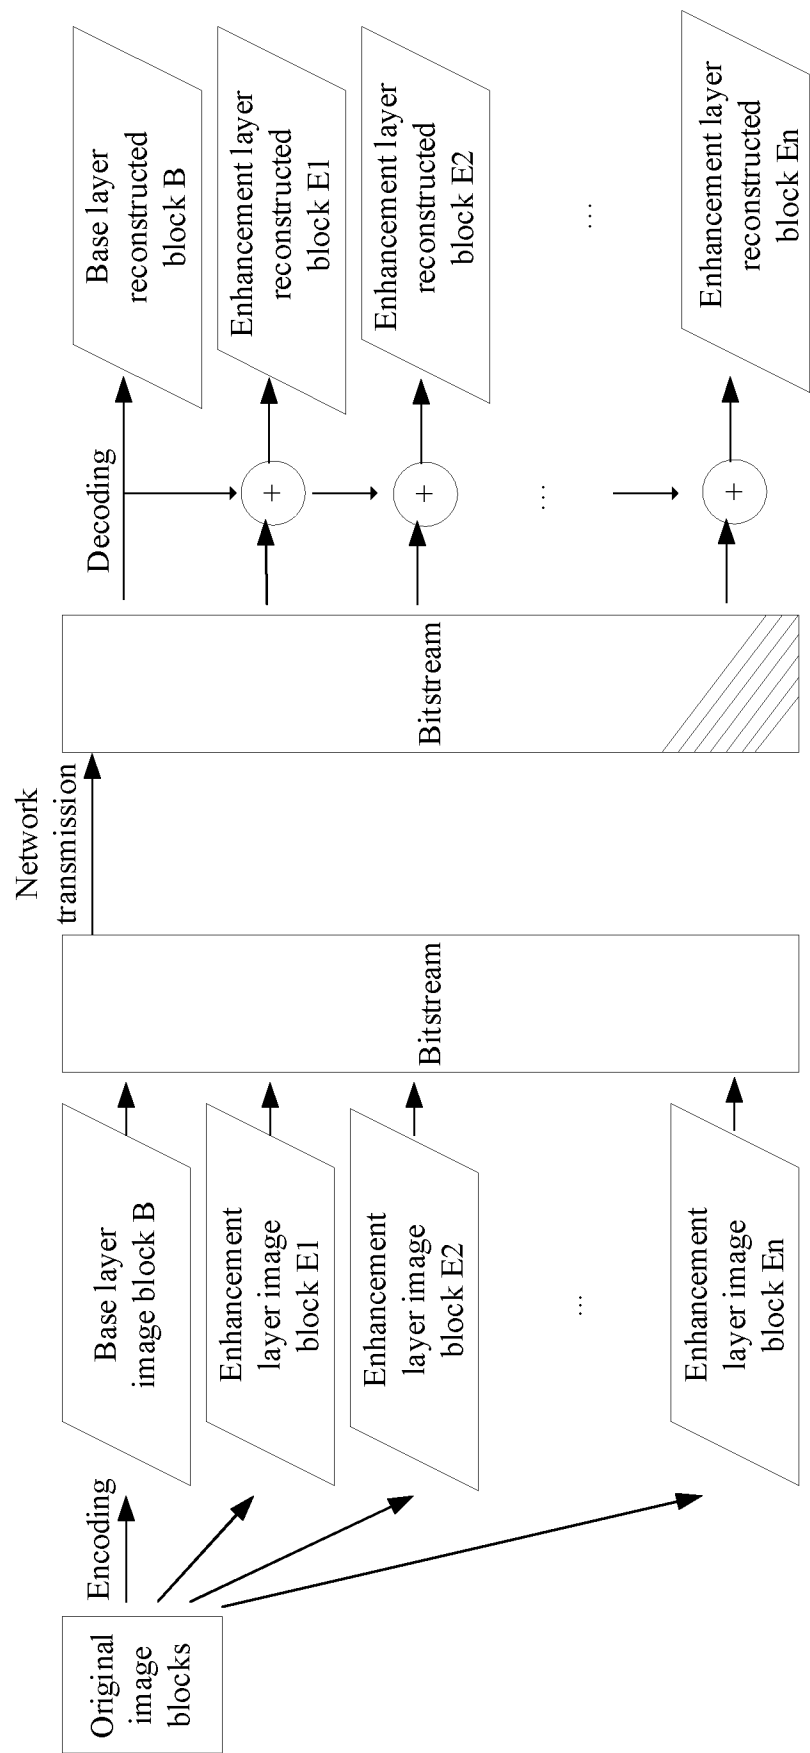 Original
image
blocks
Encoding
Base layer
image block B
Enhancement
layer image
block E1
Enhancement
layer image
block E2
...
Enhancement
layer image
block En
Bitstream
Network
transmission
Bitstream
Decoding
+
+
...
+
Base layer
reconstructed
block B
Enhancement layer
reconstructed
block E1
Enhancement layer
reconstructed
block E2
...
Enhancement layer
reconstructed
block En